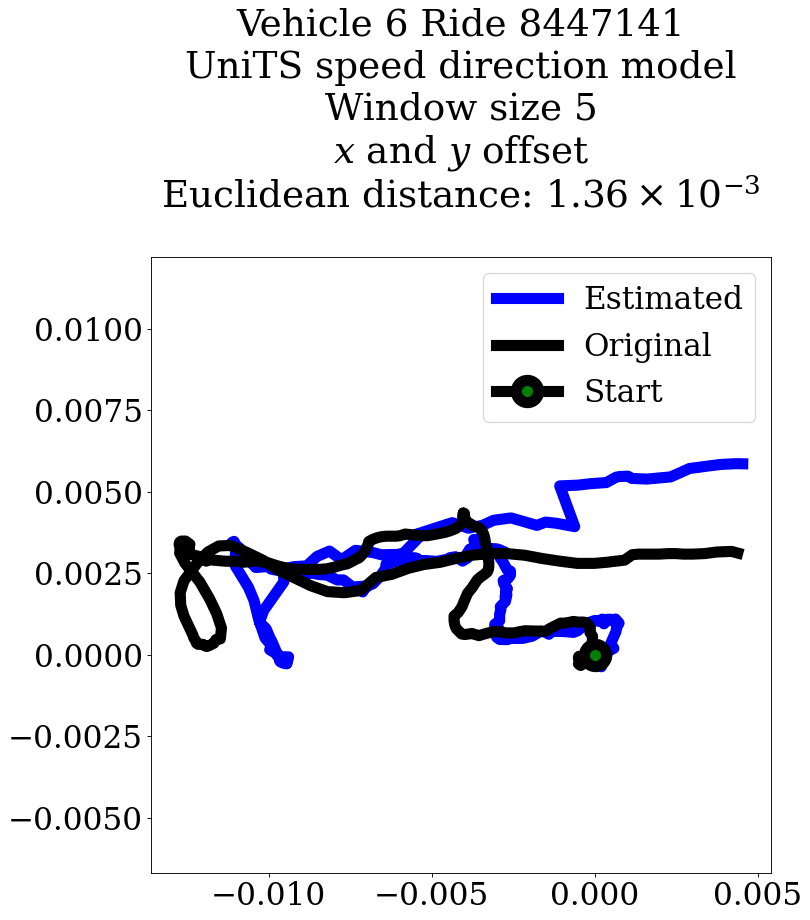 Vehicle 6 Ride 8447141
UniTS speed direction model
Window size 5
x and y offset
Euclidean distance: 1.36 × 10⁻³
Estimated
Original
Start
0.0100
0.0075
0.0050
0.0025
0.0000
−0.0025
−0.0050
−0.010 −0.005 0.000 0.005